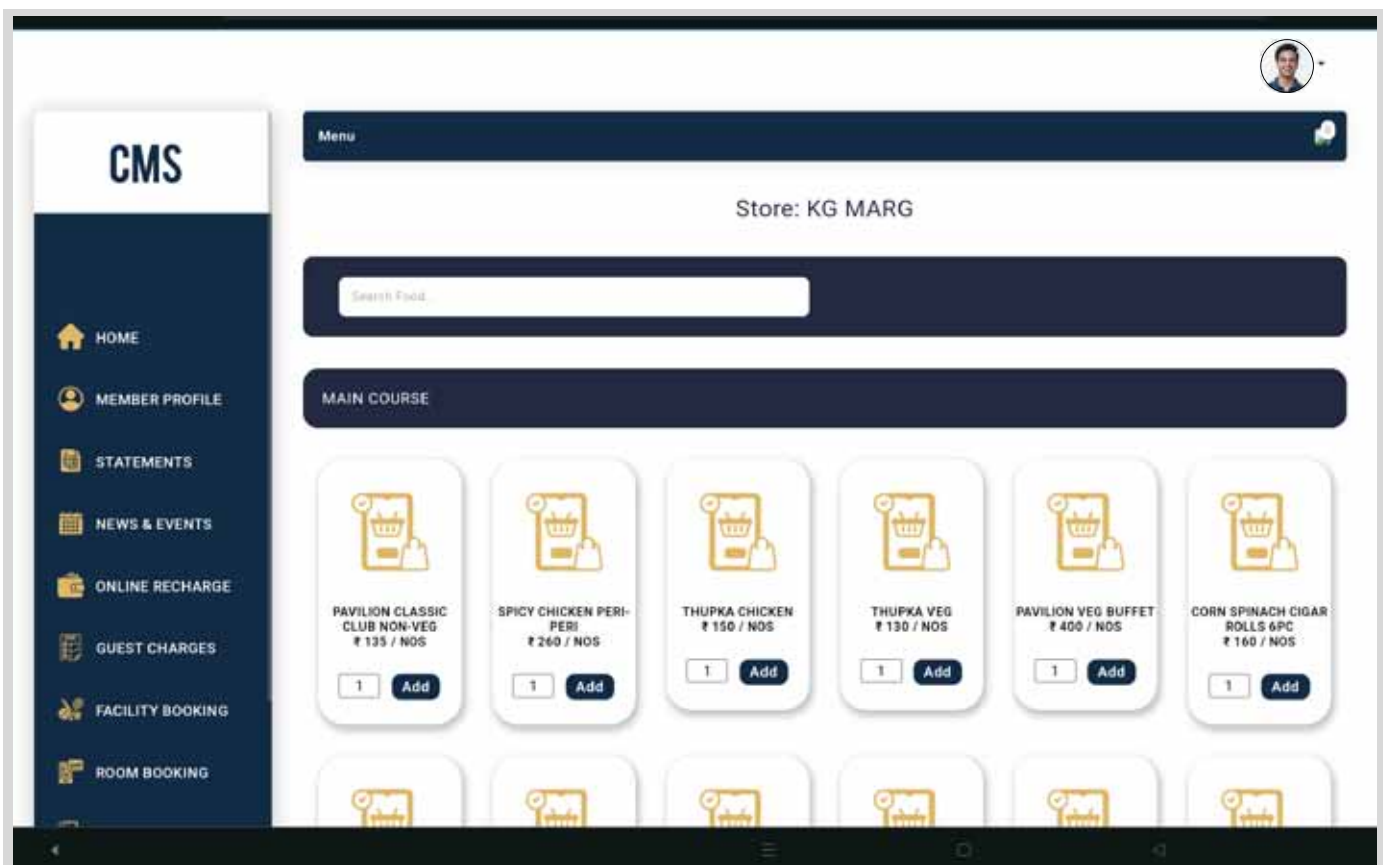 CMS
HOME
MEMBER PROFILE
STATEMENTS
NEWS & EVENTS
ONLINE RECHARGE
GUEST CHARGES
FACILITY BOOKING
ROOM BOOKING
Menu
Store: KG MARG
Search Food...
MAIN COURSE
PAVILION CLASSIC
CLUB NON-VEG
₹ 135 / NOS
1 Add
SPICY CHICKEN PERI-
PERI
₹ 260 / NOS
1 Add
THUPKA CHICKEN
₹ 150 / NOS
1 Add
THUPKA VEG
₹ 130 / NOS
1 Add
PAVILION VEG BUFFET
₹ 400 / NOS
1 Add
CORN SPINACH CIGAR
ROLLS 6PC
₹ 160 / NOS
1 Add